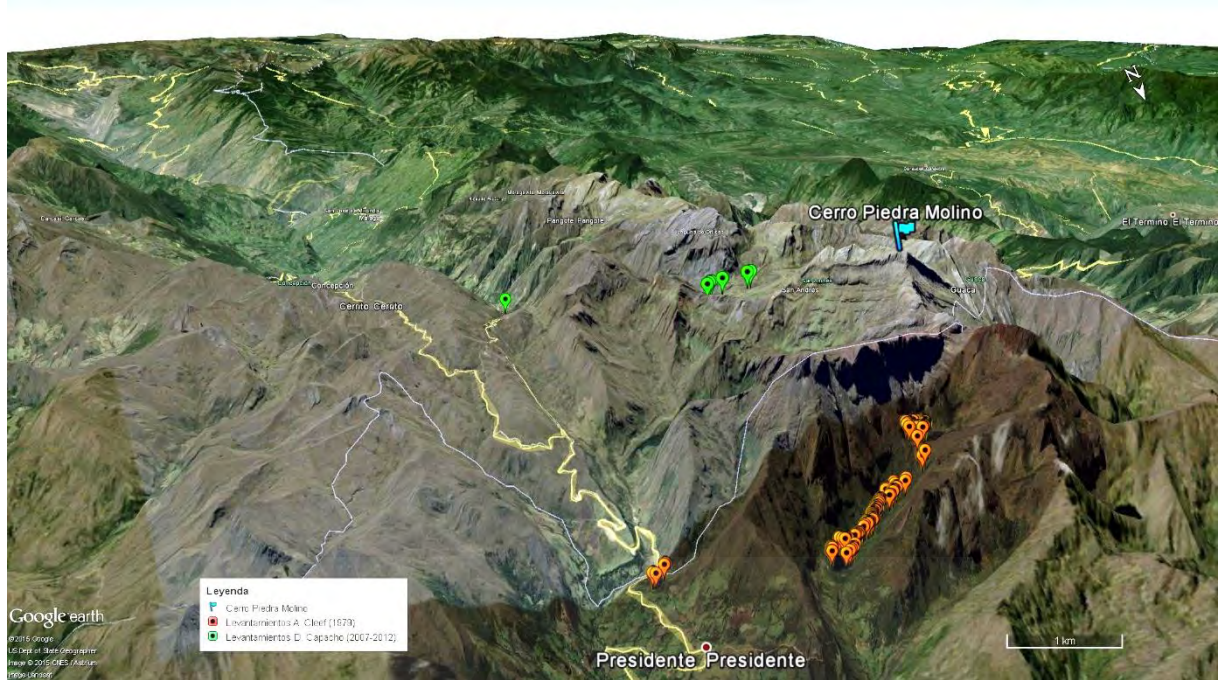 N
Cerro Piedra Molino
El Termino El Termino
Pangote Pangote
San Andrés
Guaca
Concepción
Cerrito Cerrito
Leyenda
Cerro Piedra Molino
Levantamientos A. Cleef (1979)
Levantamientos D. Capacho (2007-2012)
Google earth
©2015 Google
US Dept of State Geographer
Image © 2015 CNES / Astrium
Image Landsat
1 km
Presidente Presidente